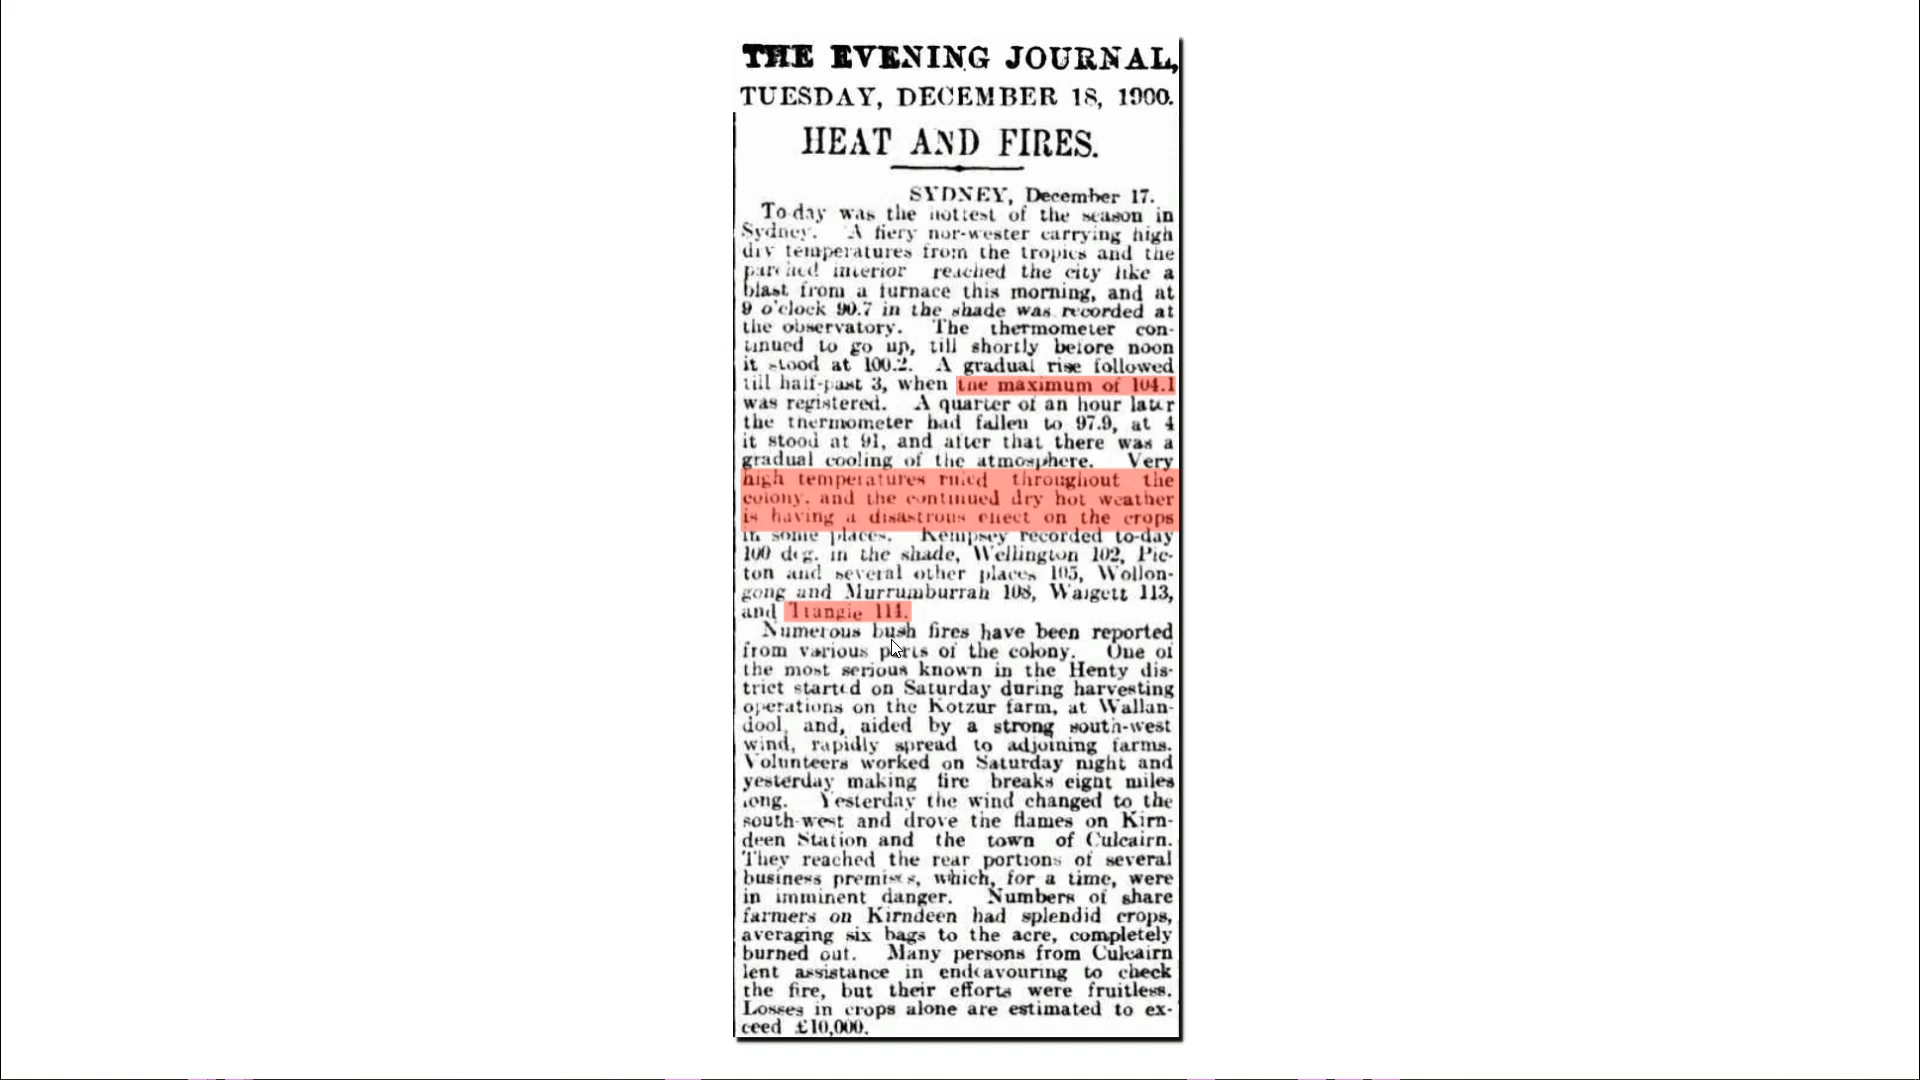 THE EVENING JOURNAL,
TUESDAY, DECEMBER 18, 1900.
HEAT AND FIRES.
SYDNEY, December 17.
To-day was the hottest of the season in
Sydney. A fiery nor-wester carrying high
dry temperatures from the tropics and the
parched interior reached the city like a
blast from a furnace this morning, and at
9 o'clock 90.7 in the shade was recorded at
the observatory. The thermometer con-
tinued to go up, till shortly before noon
it stood at 100.2. A gradual rise followed
till half-past 3, when the maximum of 104.1
was registered. A quarter of an hour later
the thermometer had fallen to 97.9, at 4
it stood at 91, and after that there was a
gradual cooling of the atmosphere. Very
high temperatures ruled throughout the
colony, and the continued dry hot weather
is having a disastrous effect on the crops
in some places. Kempsey recorded to-day
100 deg. in the shade, Wellington 102, Pic-
ton and several other places 105, Wollon-
gong and Murrumburrah 108, Walgett 113,
and Trangie 114.
Numerous bush fires have been reported
from various parts of the colony. One of
the most serious known in the Henty dis-
trict started on Saturday during harvesting
operations on the Kotzur farm, at Wallan-
dool, and, aided by a strong south-west
wind, rapidly spread to adjoining farms.
Volunteers worked on Saturday night and
yesterday making fire breaks eight miles
long. Yesterday the wind changed to the
south-west and drove the flames on Kirn-
deen Station and the town of Culcairn.
They reached the rear portions of several
business premises, which, for a time, were
in imminent danger. Numbers of share
farmers on Kirndeen had splendid crops,
averaging six bags to the acre, completely
burned out. Many persons from Culcairn
lent assistance in endeavouring to check
the fire, but their efforts were fruitless.
Losses in crops alone are estimated to ex-
ceed £10,000.